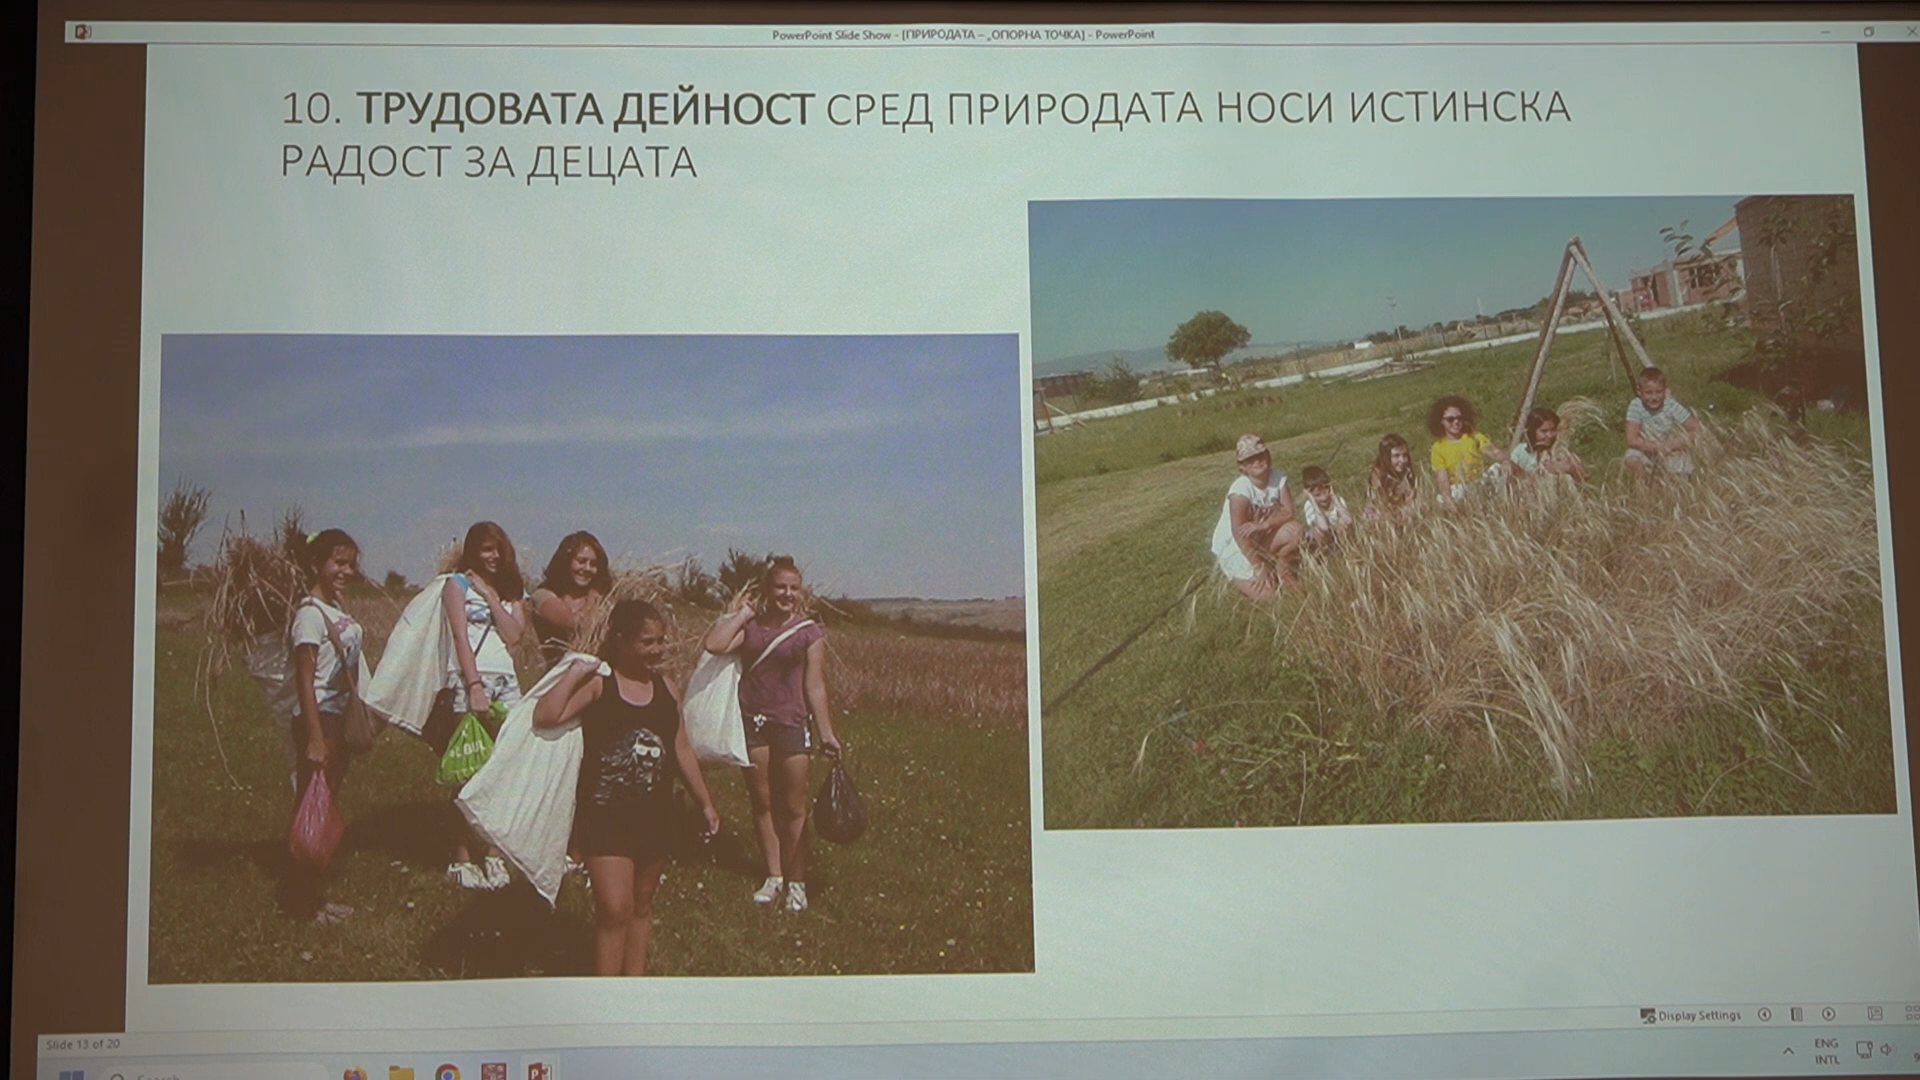 PowerPoint Slide Show - [ПРИРОДАТА – „ОПОРНА ТОЧКА] - PowerPoint
10. ТРУДОВАТА ДЕЙНОСТ СРЕД ПРИРОДАТА НОСИ ИСТИНСКА
РАДОСТ ЗА ДЕЦАТА
Display Settings
Slide 13 of 20
ENG
INTL
Search